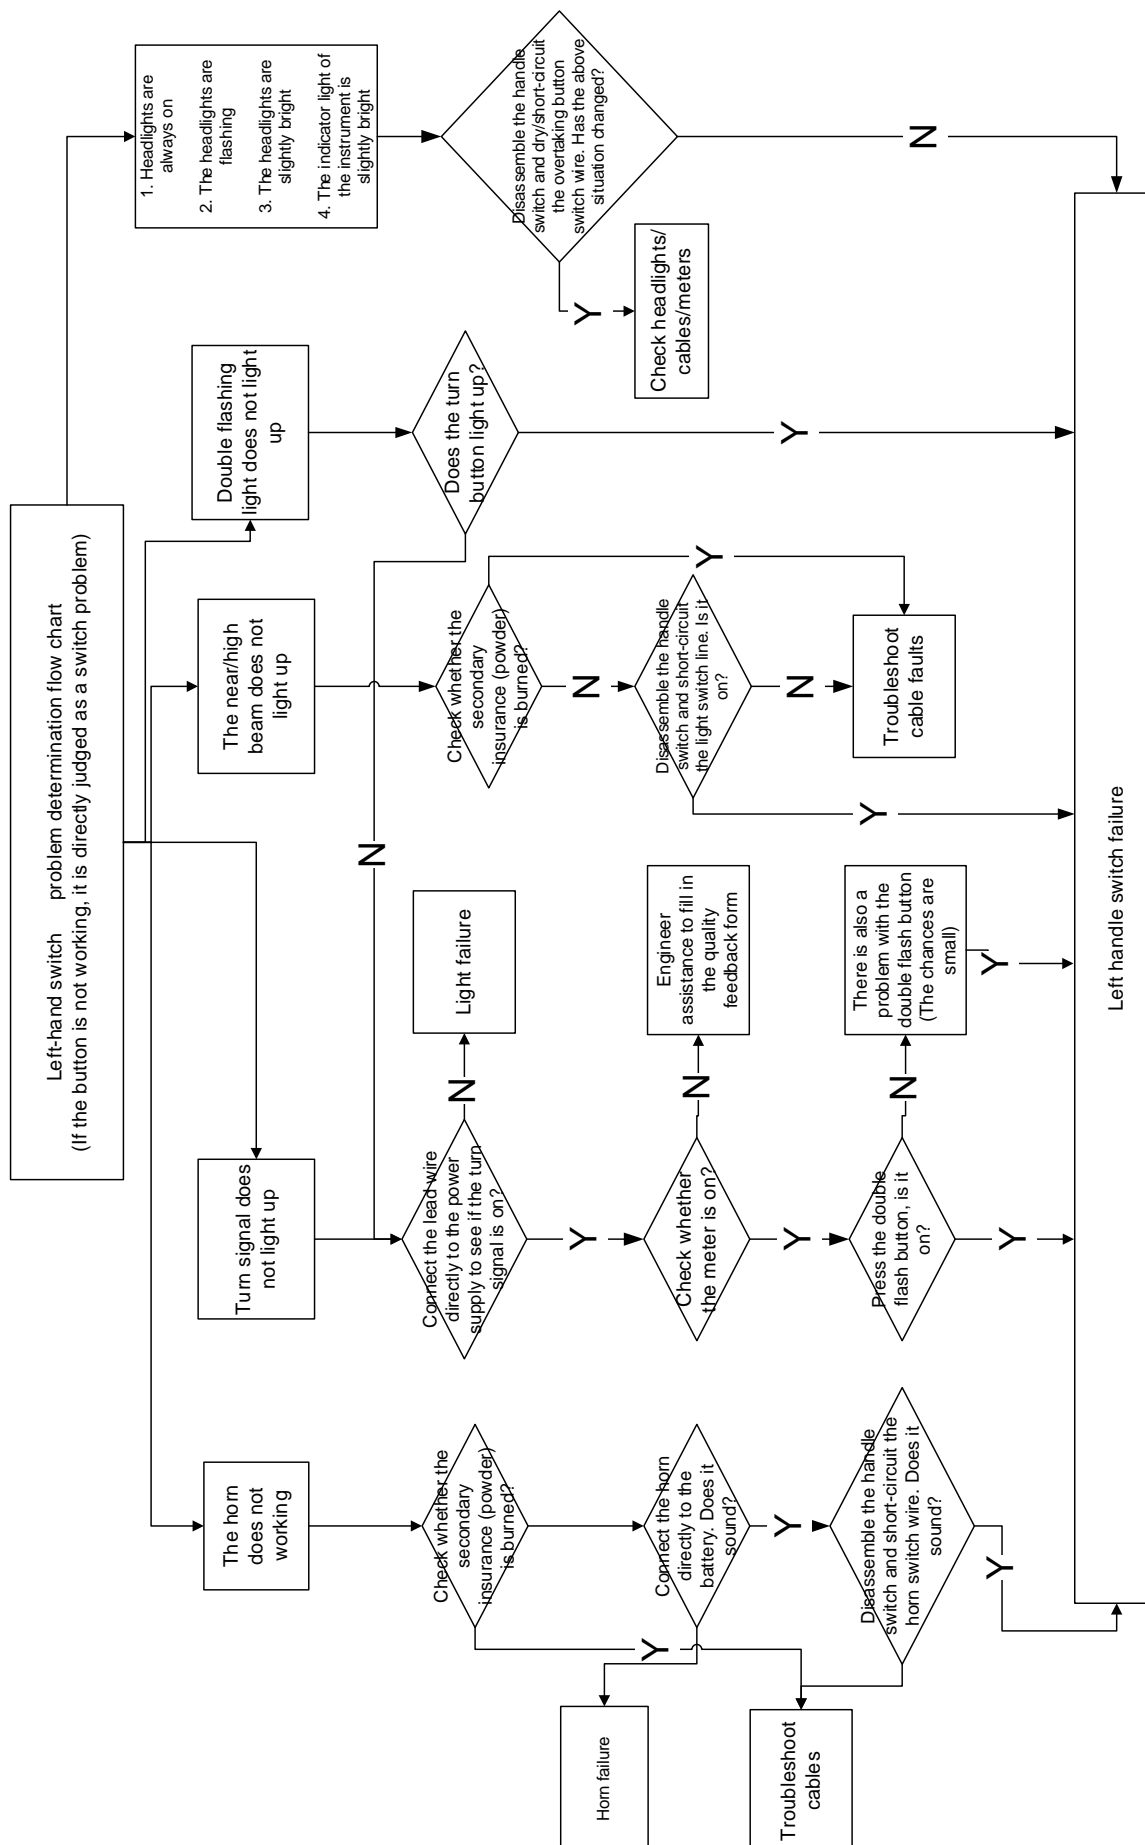 Left-hand switch problem determination flow chart
(If the button is not working, it is directly judged as a switch problem)
The horn
does not
working
Turn signal does
not light up
The near/high
beam does not
light up
Double flashing
light does not light
up
1. Headlights are
always on
2. The headlights are
flashing
3. The headlights are
slightly bright
4. The indicator light of
the instrument is
slightly bright
Check whether the
secondary
insurance (powder)
is burned?
Connect the lead wire
directly to the power
supply to see if the turn
signal is on?
N
Light failure
N
Check whether the
secondary
insurance (powder)
is burned?
Does the turn
button light up?
Disassemble the handle
switch and dry/short-circuit
the overtaking button
switch wire. Has the above
situation changed?
Horn failure
Y
Y
N
Y
Y
Check headlights/
cables/meters
Connect the horn
directly to the
battery. Does it
sound?
Check whether
the meter is on?
N
Engineer
assistance to fill in
the quality
feedback form
Disassemble the handle
switch and short-circuit
the light switch line. Is it
on?
Y
Y
N
Y
N
Troubleshoot
cables
Disassemble the handle
switch and short-circuit the
horn switch wire. Does it
sound?
Press the double
flash button, is it
on?
N
There is also a
problem with the
double flash button
(The chances are
small)
Y
Troubleshoot
cable faults
Y
Y
Y
Left handle switch failure